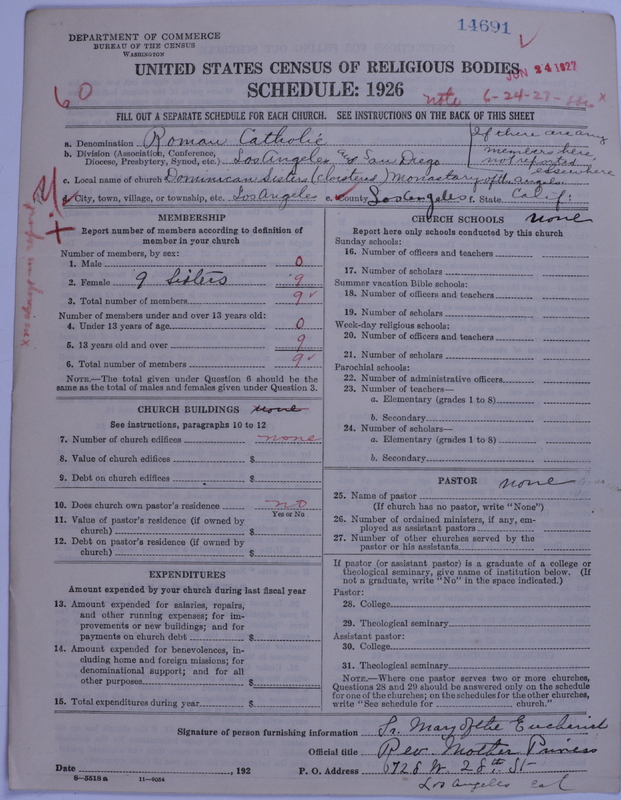 14691
DEPARTMENT OF COMMERCE
BUREAU OF THE CENSUS
WASHINGTON
UNITED STATES CENSUS OF RELIGIOUS BODIES
JUN 24 1927
SCHEDULE: 1926
note 6-24-27
FILL OUT A SEPARATE SCHEDULE FOR EACH CHURCH. SEE INSTRUCTIONS ON THE BACK OF THIS SHEET
a. Denomination Roman Catholic
If there are any members here, not reported elsewhere
b. Division (Association, Conference, Diocese, Presbytery, Synod, etc.) Los Angeles & San Diego
c. Local name of church Dominican Sisters (Cloistered) Monastary of the Angels
d. City, town, village, or township, etc. Los Angeles e. County Los Angeles f. State Calif:
MEMBERSHIP
Report number of members according to definition of
member in your church
Number of members, by sex:
1. Male 0
2. Female 9 Sisters 9
3. Total number of members 9
Number of members under and over 13 years old:
4. Under 13 years of age 0
5. 13 years old and over 9
6. Total number of members 9
NOTE.—The total given under Question 6 should be
same as the total of males and females given under Question 3.
CHURCH BUILDINGS none
See instructions, paragraphs 10 to 12
7. Number of church edifices none
8. Value of church edifices $
9. Debt on church edifices $
10. Does church own pastor's residence no
Yes or No
11. Value of pastor's residence (if owned by
church) $
12. Debt on pastor's residence (if owned by
church) $
EXPENDITURES
Amount expended by your church during last fiscal year
13. Amount expended for salaries, repairs,
and other running expenses; for im-
provements or new buildings; and for
payments on church debt $
14. Amount expended for benevolences, in-
cluding home and foreign missions; for
denominational support; and for all
other purposes $
15. Total expenditures during year $
CHURCH SCHOOLS none
Report here only schools conducted by this church
Sunday schools:
16. Number of officers and teachers
17. Number of scholars
Summer vacation Bible schools:
18. Number of officers and teachers
19. Number of scholars
Week-day religious schools:
20. Number of officers and teachers
21. Number of scholars
Parochial schools:
22. Number of administrative officers
23. Number of teachers—
a. Elementary (grades 1 to 8)
b. Secondary
24. Number of scholars—
a. Elementary (grades 1 to 8)
b. Secondary
PASTOR none
25. Name of pastor
(If church has no pastor, write "None")
26. Number of ordained ministers, if any, em-
ployed as assistant pastors
27. Number of other churches served by the
pastor or his assistants
If pastor (or assistant pastor) is a graduate of a college or
theological seminary, give name of institution below. (If
not a graduate, write "No" in the space indicated.)
Pastor:
28. College
29. Theological seminary
Assistant pastor:
30. College
31. Theological seminary
NOTE.—Where one pastor serves two or more churches,
Questions 28 and 29 should be answered only on the schedule
for one of the churches; on the schedules for the other churches,
write "See schedule for church."
Signature of person furnishing information Sr. Mary of the Eucharist
Official title Rev. Mother Prioress
Date , 192 P. O. Address 728 W. 28th. St—
Los Angeles Cal
8—5518a 11—9054